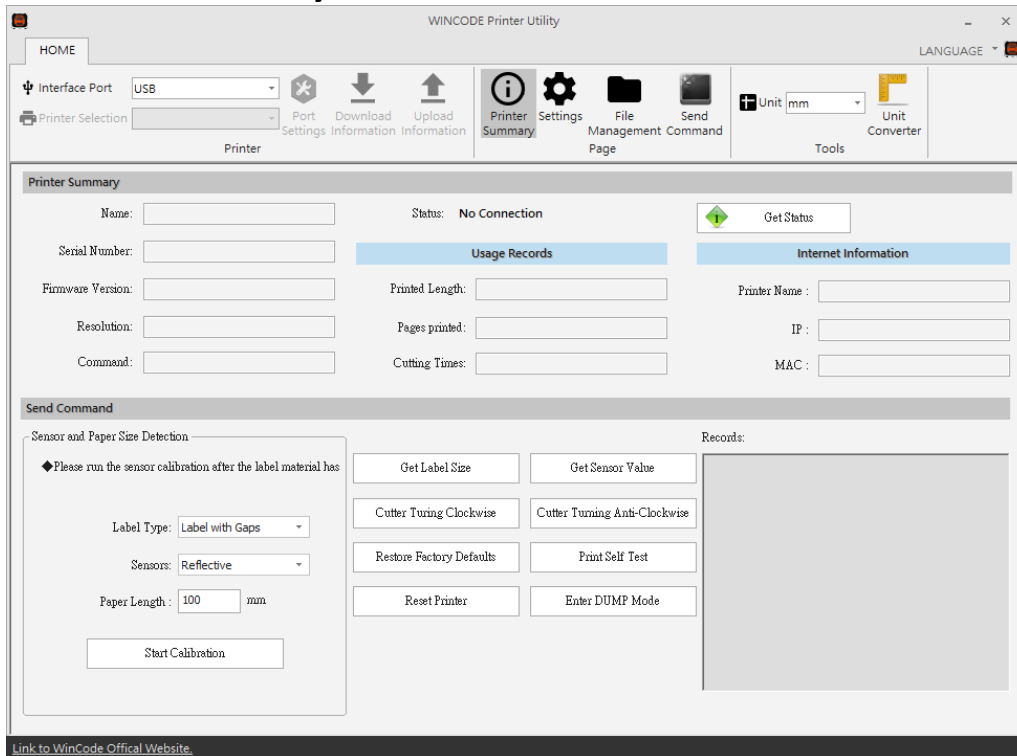 WINCODE Printer Utility
HOME
LANGUAGE
Interface Port USB
Printer Selection
Port Settings
Download Information
Upload Information
Printer
Printer Summary
Settings
File Management
Send Command
Page
Unit mm
Unit Converter
Tools
Printer Summary
Name:
Status: No Connection
Get Status
Serial Number:
Usage Records
Internet Information
Firmware Version:
Printed Length:
Printer Name :
Resolution:
Pages printed:
IP :
Command:
Cutting Times:
MAC :
Send Command
Sensor and Paper Size Detection
Records:
◆Please run the sensor calibration after the label material has
Get Label Size
Get Sensor Value
Label Type: Label with Gaps
Cutter Turing Clockwise
Cutter Turning Anti-Clockwise
Sensors: Reflective
Restore Factory Defaults
Print Self Test
Paper Length : 100 mm
Reset Printer
Enter DUMP Mode
Start Calibration
Link to WinCode Offical Website.